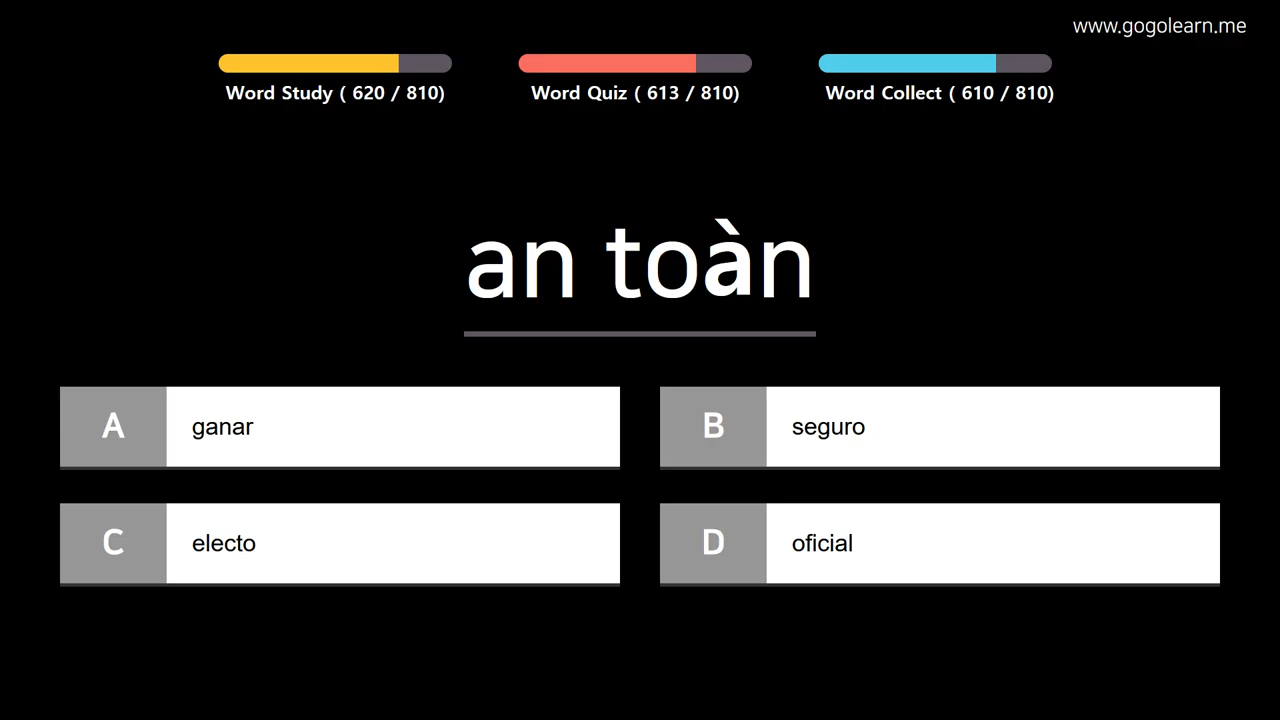 www.gogolearn.me
Word Study ( 620 / 810)
Word Quiz ( 613 / 810)
Word Collect ( 610 / 810)
an toàn
A ganar
B seguro
C electo
D oficial